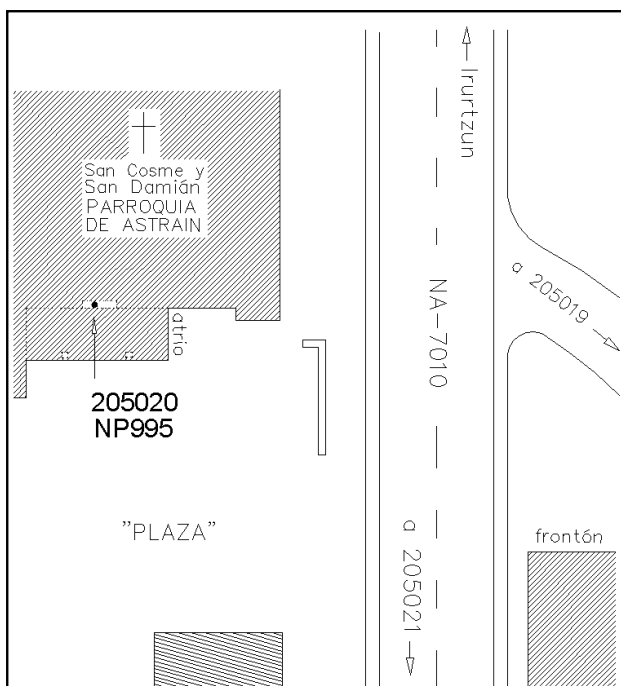 Irurtzun
San Cosme y
San Damián
PARROQUIA
DE ASTRAIN
a 205019
NA-7010
atrio
205020
NP995
"PLAZA"
a 205021
frontón